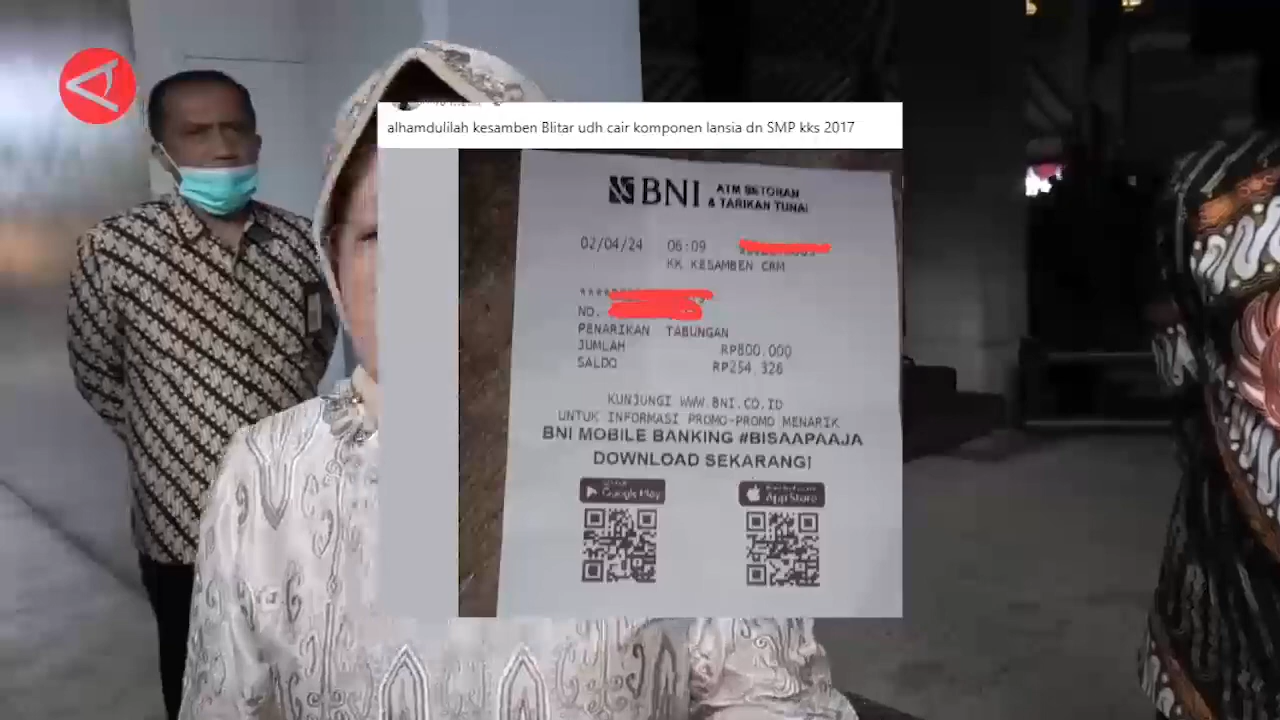 alhamdulilah kesamben Blitar udh cair komponen lansia dn SMP kks 2017
BNI ATM SETORAN
& TARIKAN TUNAI
02/04/24 06:09
KK KESAMBEN CRM
NO.
PENARIKAN TABUNGAN
JUMLAH RP800.000
SALDO RP254.326
KUNJUNGI WWW.BNI.CO.ID
UNTUK INFORMASI PROMO-PROMO MENARIK
BNI MOBILE BANKING #BISAAPAAJA
DOWNLOAD SEKARANG!
Google Play
App Store